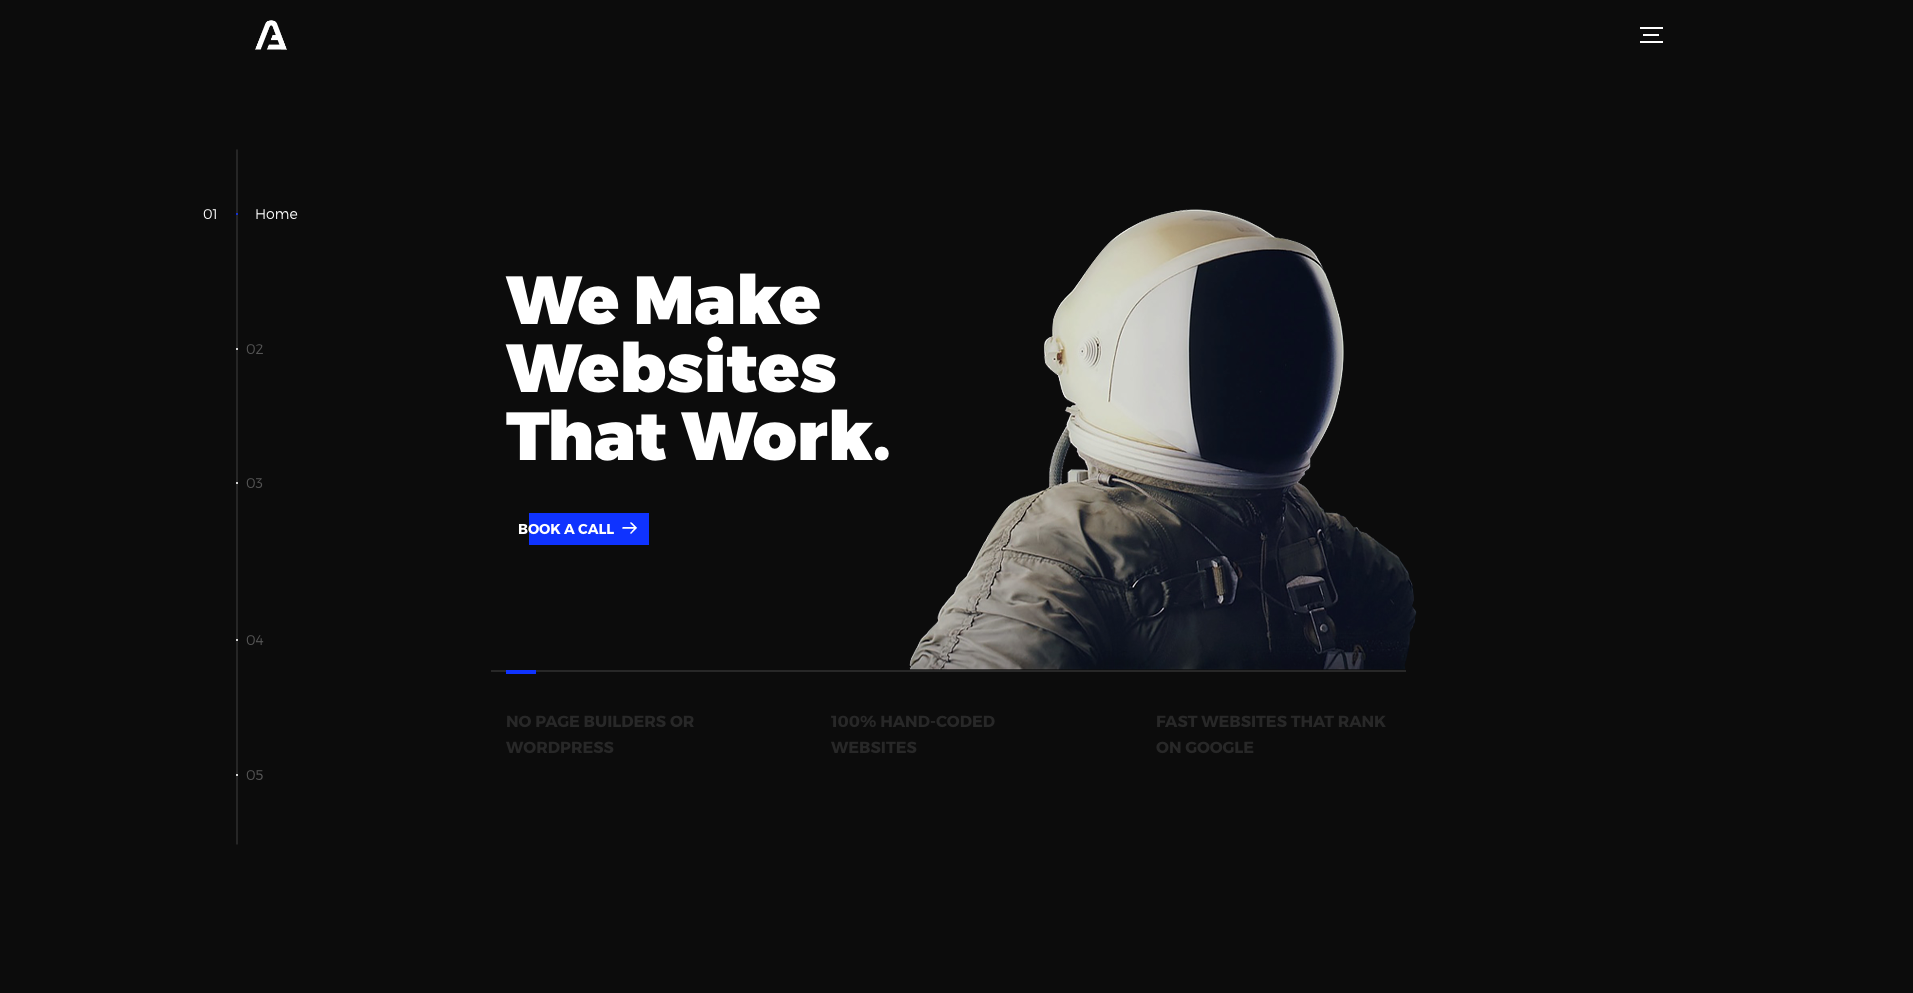 01 Home
We Make
Websites
That Work.
02
03
BOOK A CALL →
04
NO PAGE BUILDERS OR
WORDPRESS
100% HAND-CODED
WEBSITES
FAST WEBSITES THAT RANK
ON GOOGLE
05